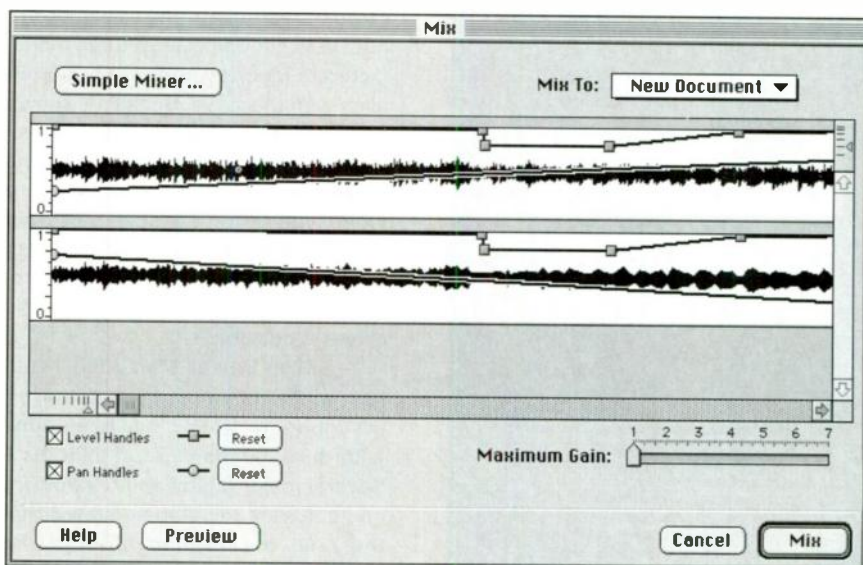 Mix
Simple Mixer...
Mix To: New Document
1
0
1
0
Level Handles Reset
Pan Handles Reset
Maximum Gain: 1 2 3 4 5 6 7
Help Preview Cancel Mix